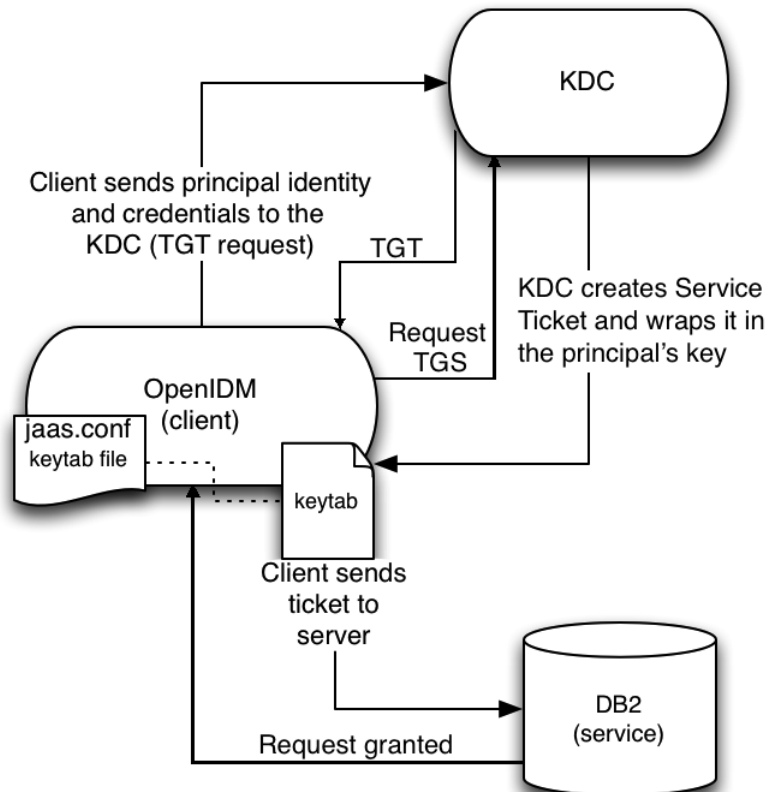 KDC
Client sends principal identity
and credentials to the
KDC (TGT request)
TGT
KDC creates Service
Ticket and wraps it in
the principal's key
Request
TGS
OpenIDM
(client)
jaas.conf
keytab file
keytab
Client sends
ticket to
server
DB2
(service)
Request granted